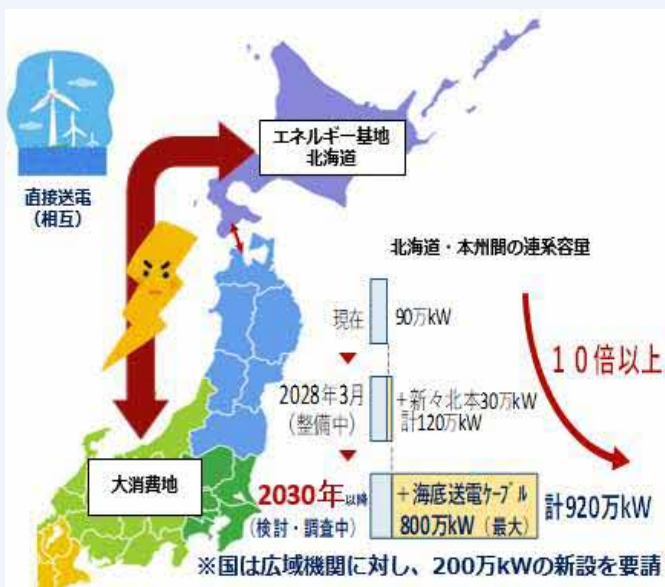 エネルギー基地
北海道
直接送電
(相互)
北海道・本州間の連系容量
現在
90万kW
10倍以上
2028年3月
(整備中)
+新々北本30万kW
計120万kW
大消費地
2030年以降
(検討・調査中)
+海底送電ケーブル
800万kW(最大)
計920万kW
※国は広域機関に対し、200万kWの新設を要請